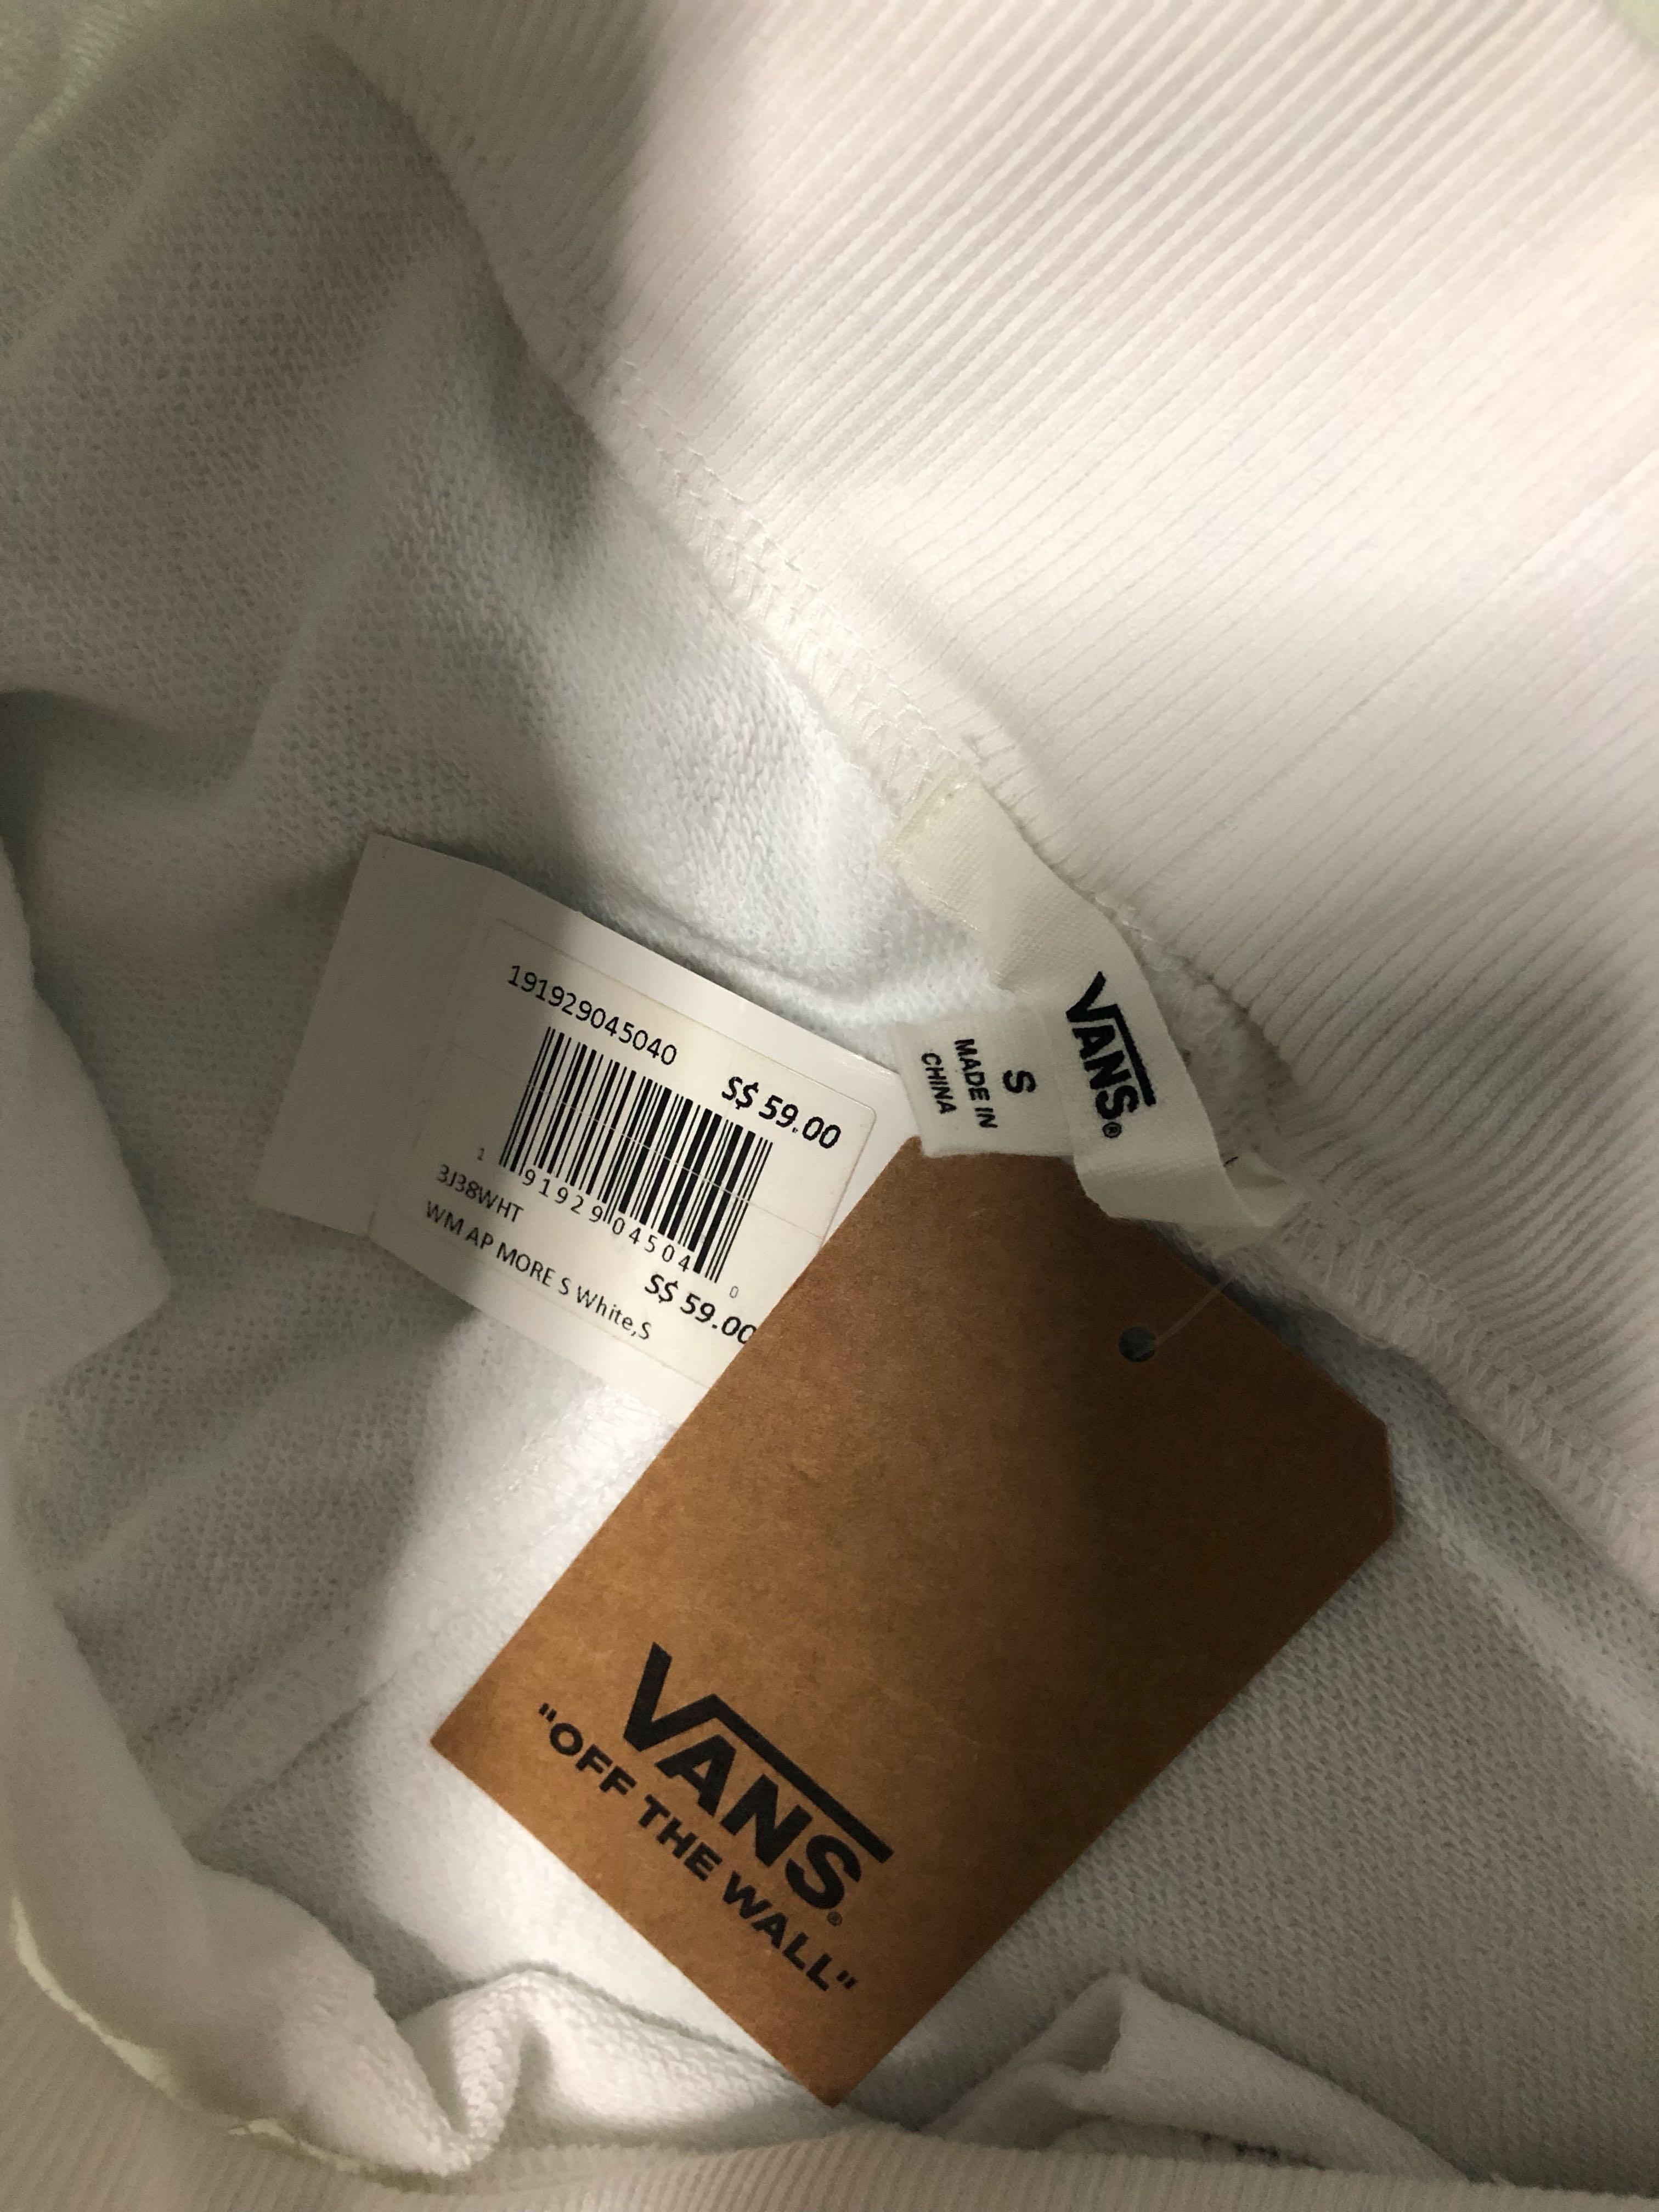 191929045040
S$ 59.00
1 91929 04504 0
3J38WHT
S$ 59.00
WM AP MORE S White,S
VANS®
S
MADE IN
CHINA
VANS®
"OFF THE WALL"